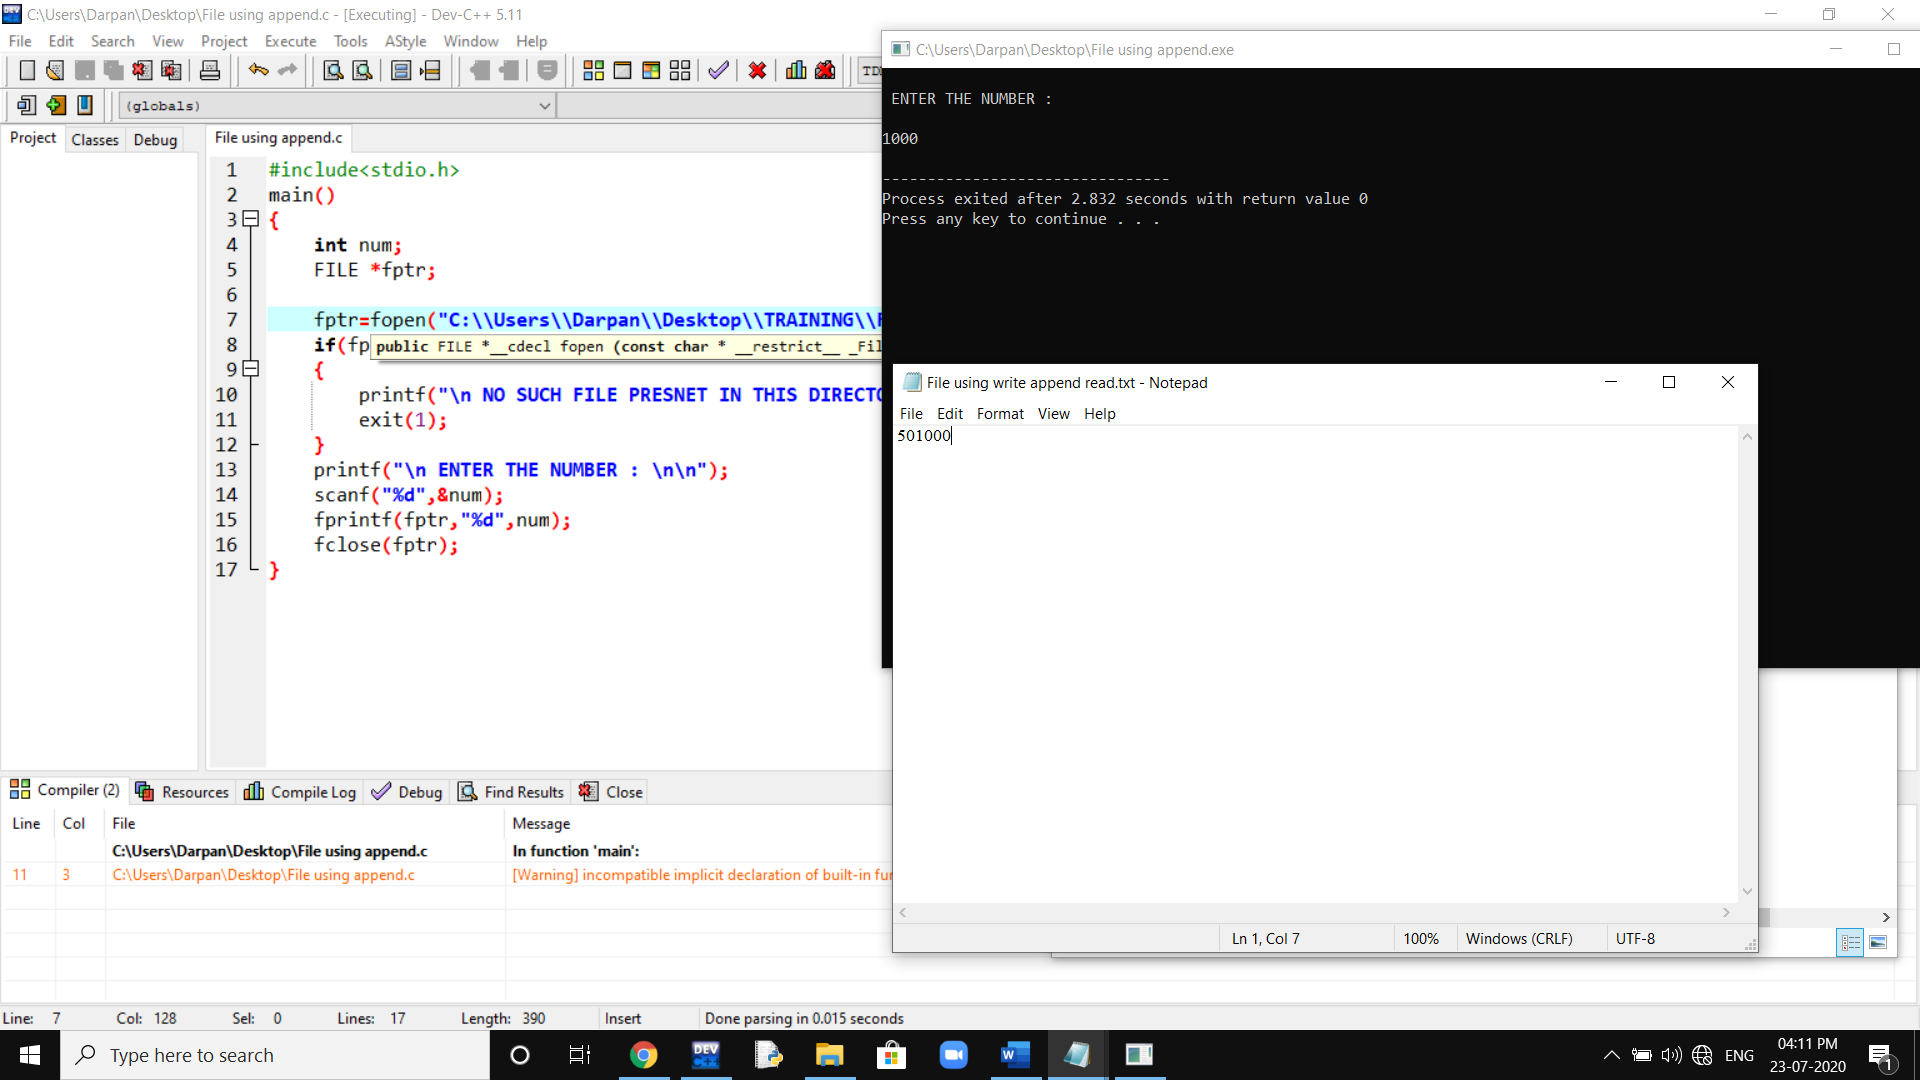 C:\Users\Darpan\Desktop\File using append.c - [Executing] - Dev-C++ 5.11
File Edit Search View Project Execute Tools AStyle Window Help
(globals)
Project Classes Debug
File using append.c
1 #include<stdio.h>
2 main()
3 {
4 int num;
5 FILE *fptr;
6
7 fptr=fopen("C:\\Users\\Darpan\\Desktop\\TRAINING\\
8 if(fp
public FILE *__cdecl fopen (const char * __restrict__ _Fil
9 {
10 printf("\n NO SUCH FILE PRESNET IN THIS DIRECTO
11 exit(1);
12 }
13 printf("\n ENTER THE NUMBER : \n\n");
14 scanf("%d",&num);
15 fprintf(fptr,"%d",num);
16 fclose(fptr);
17 }
C:\Users\Darpan\Desktop\File using append.exe
ENTER THE NUMBER :
1000
--------------------------------
Process exited after 2.832 seconds with return value 0
Press any key to continue . . .
File using write append read.txt - Notepad
File Edit Format View Help
501000
Ln 1, Col 7 100% Windows (CRLF) UTF-8
Compiler (2) Resources Compile Log Debug Find Results Close
Line Col File Message
C:\Users\Darpan\Desktop\File using append.c In function 'main':
11 3 C:\Users\Darpan\Desktop\File using append.c [Warning] incompatible implicit declaration of built-in fu
Line: 7 Col: 128 Sel: 0 Lines: 17 Length: 390 Insert Done parsing in 0.015 seconds
Type here to search
DEV C++
ENG
04:11 PM
23-07-2020
1